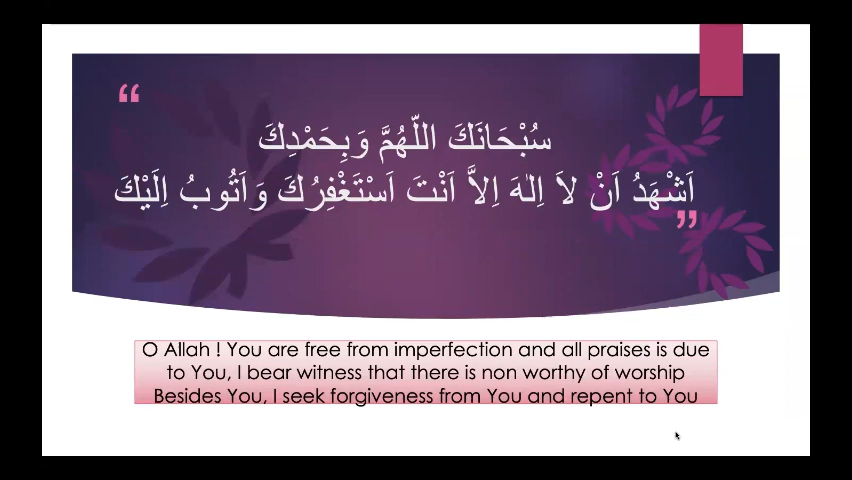 “
سُبْحَانَكَ اللّٰهُمَّ وَبِحَمْدِكَ
اَشْهَدُ اَنْ لاَ اِلٰهَ اِلاَّ اَنْتَ اَسْتَغْفِرُكَ وَاَتُوبُ اِلَيْكَ
”
O Allah ! You are free from imperfection and all praises is due
to You, I bear witness that there is non worthy of worship
Besides You, I seek forgiveness from You and repent to You